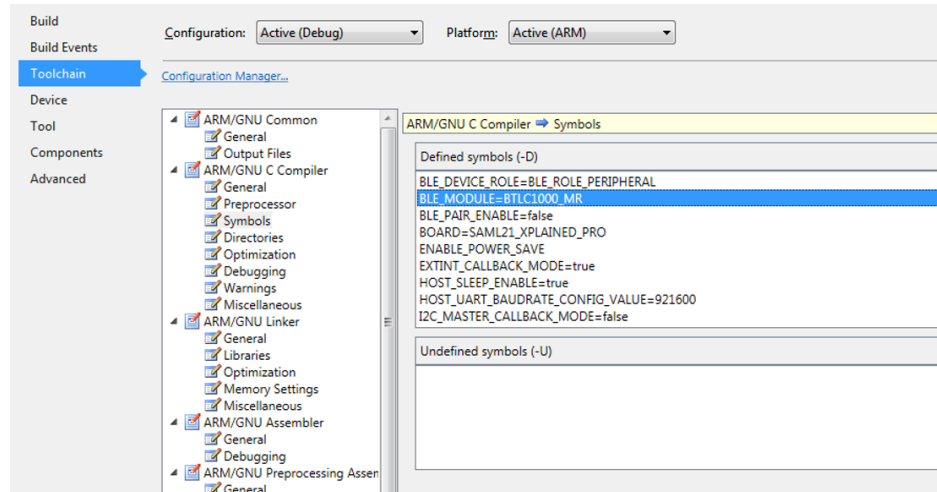 Build
Build Events
Toolchain
Device
Tool
Components
Advanced
Configuration: Active (Debug) Platform: Active (ARM)
Configuration Manager...
ARM/GNU Common
General
Output Files
ARM/GNU C Compiler
General
Preprocessor
Symbols
Directories
Optimization
Debugging
Warnings
Miscellaneous
ARM/GNU Linker
General
Libraries
Optimization
Memory Settings
Miscellaneous
ARM/GNU Assembler
General
Debugging
ARM/GNU Preprocessing Assen
General
ARM/GNU C Compiler ⇒ Symbols
Defined symbols (-D)
BLE_DEVICE_ROLE=BLE_ROLE_PERIPHERAL
BLE_MODULE=BTLC1000_MR
BLE_PAIR_ENABLE=false
BOARD=SAML21_XPLAINED_PRO
ENABLE_POWER_SAVE
EXTINT_CALLBACK_MODE=true
HOST_SLEEP_ENABLE=true
HOST_UART_BAUDRATE_CONFIG_VALUE=921600
I2C_MASTER_CALLBACK_MODE=false
Undefined symbols (-U)